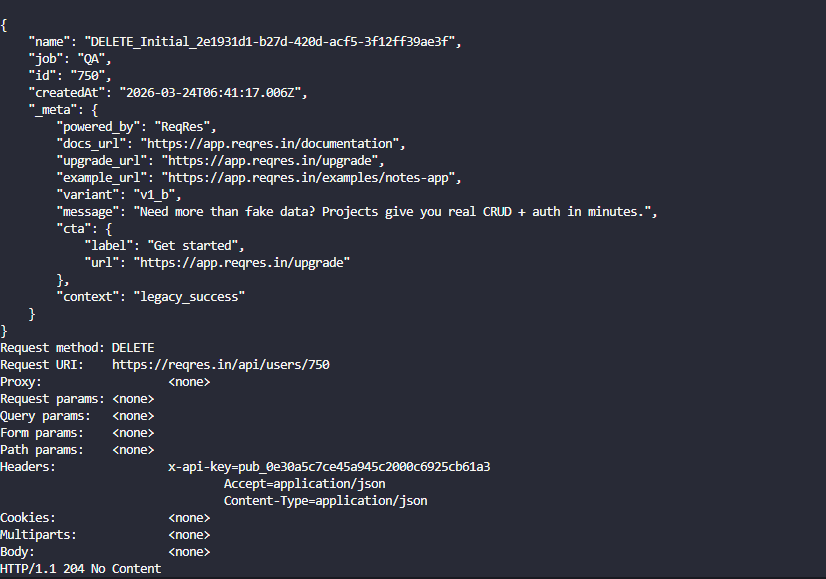 {
    "name": "DELETE_Initial_2e1931d1-b27d-420d-acf5-3f12ff39ae3f",
    "job": "QA",
    "id": "750",
    "createdAt": "2026-03-24T06:41:17.006Z",
    "_meta": {
        "powered_by": "ReqRes",
        "docs_url": "https://app.reqres.in/documentation",
        "upgrade_url": "https://app.reqres.in/upgrade",
        "example_url": "https://app.reqres.in/examples/notes-app",
        "variant": "v1_b",
        "message": "Need more than fake data? Projects give you real CRUD + auth in minutes.",
        "cta": {
            "label": "Get started",
            "url": "https://app.reqres.in/upgrade"
        },
        "context": "legacy_success"
    }
}
Request method: DELETE
Request URI:    https://reqres.in/api/users/750
Proxy:                  <none>
Request params: <none>
Query params:   <none>
Form params:    <none>
Path params:    <none>
Headers:                x-api-key=pub_0e30a5c7ce45a945c2000c6925cb61a3
                                Accept=application/json
                                Content-Type=application/json
Cookies:                <none>
Multiparts:             <none>
Body:                   <none>
HTTP/1.1 204 No Content